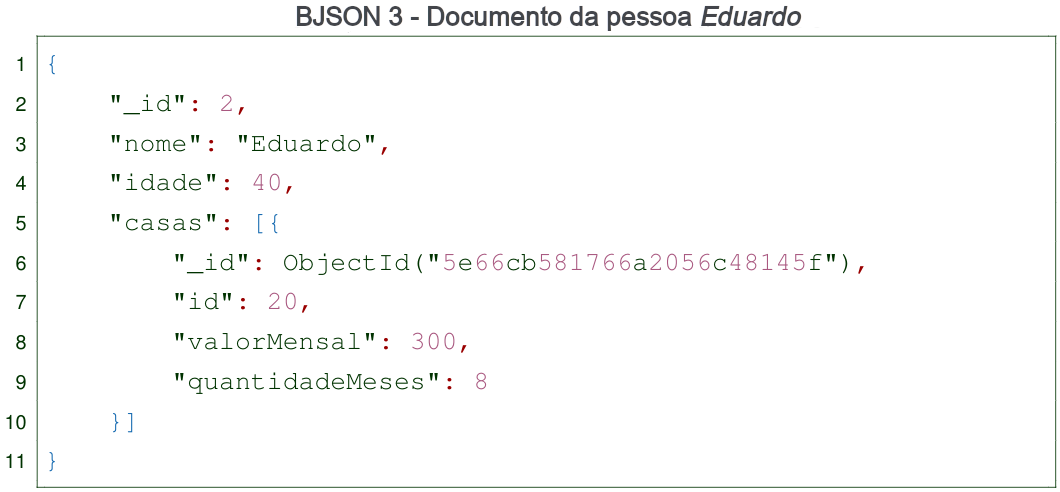 BJSON 3 - Documento da pessoa Eduardo
1 {
2 "_id": 2,
3 "nome": "Eduardo",
4 "idade": 40,
5 "casas": [{
6 "_id": ObjectId("5e66cb581766a2056c48145f"),
7 "id": 20,
8 "valorMensal": 300,
9 "quantidadeMeses": 8
10 }]
11 }